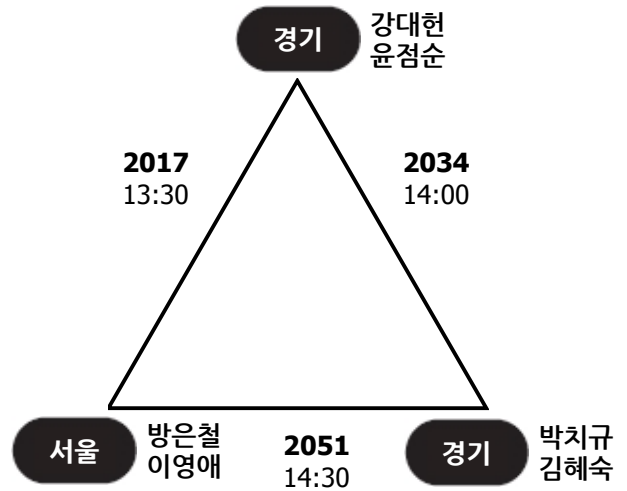 경기
강대헌
윤점순
2017
13:30
2034
14:00
서울
방은철
이영애
2051
14:30
경기
박치규
김혜숙